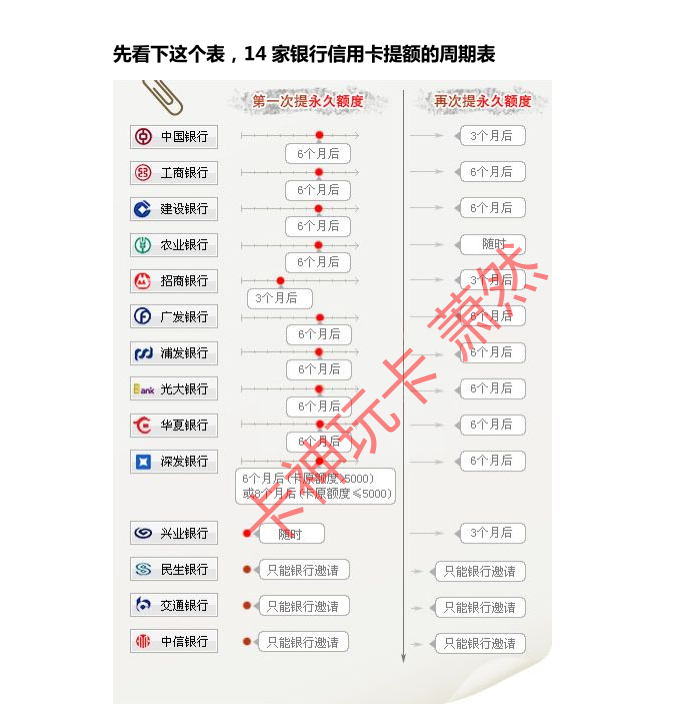 先看下这个表，14 家银行信用卡提额的周期表
第一次提永久额度 再次提永久额度
中国银行 6个月后 3个月后
工商银行 6个月后 6个月后
建设银行 6个月后 6个月后
农业银行 6个月后 随时
招商银行 3个月后 3个月后
广发银行 6个月后 6个月后
浦发银行 6个月后 6个月后
Bank 光大银行 6个月后 6个月后
华夏银行 6个月后 6个月后
深发银行 6个月后(卡原额度>5000) 6个月后
或8个月后(卡原额度≤5000)
兴业银行 随时 3个月后
民生银行 只能银行邀请 只能银行邀请
交通银行 只能银行邀请 只能银行邀请
中信银行 只能银行邀请 只能银行邀请
卡神玩卡 萧然